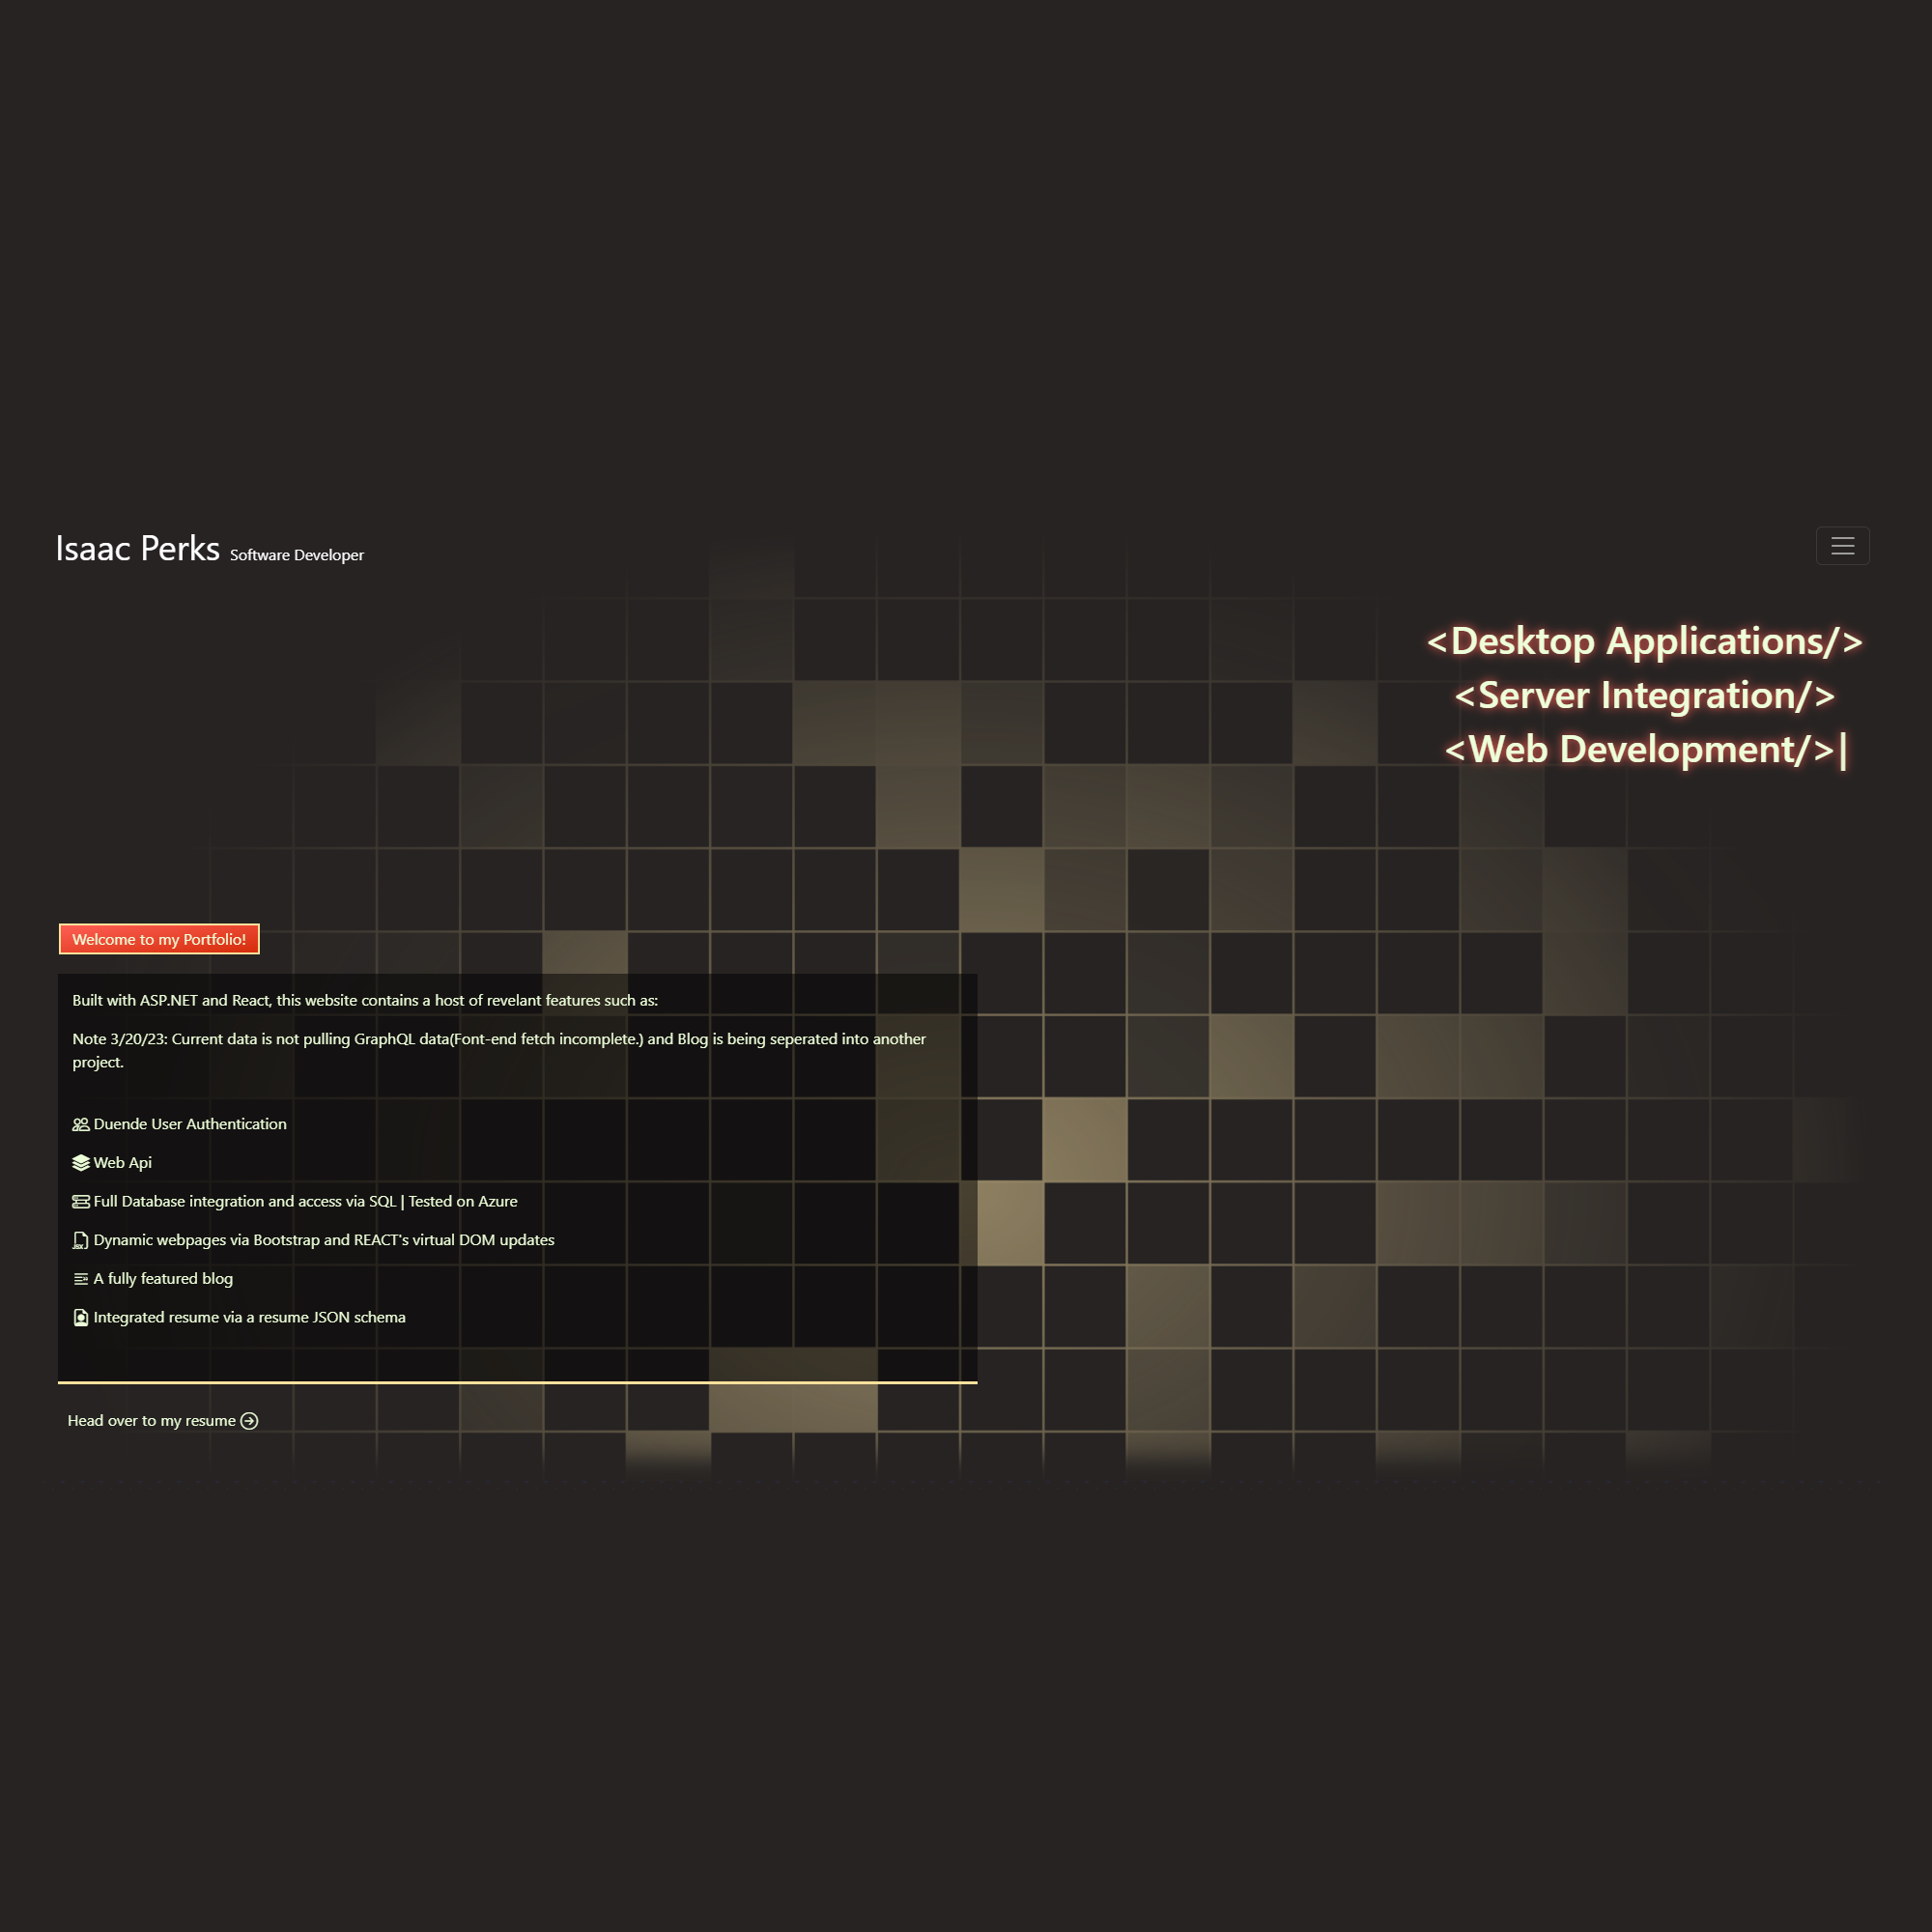 Isaac Perks Software Developer
<Desktop Applications/>
<Server Integration/>
<Web Development/>|
Welcome to my Portfolio!
Built with ASP.NET and React, this website contains a host of revelant features such as:
Note 3/20/23: Current data is not pulling GraphQL data(Font-end fetch incomplete.) and Blog is being seperated into another
project.
Duende User Authentication
Web Api
Full Database integration and access via SQL | Tested on Azure
Dynamic webpages via Bootstrap and REACT's virtual DOM updates
A fully featured blog
Integrated resume via a resume JSON schema
Head over to my resume